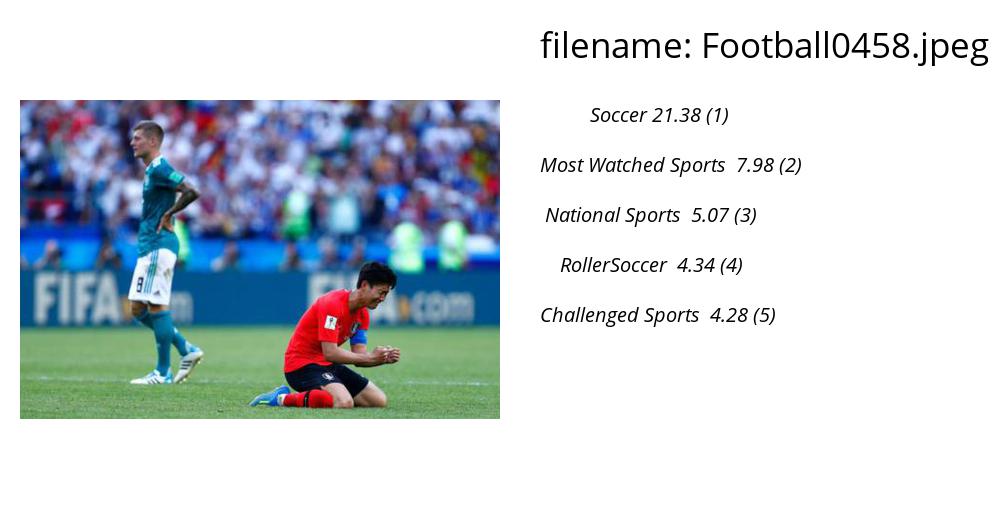 filename: Football0458.jpeg
Soccer 21.38 (1)
Most Watched Sports 7.98 (2)
National Sports 5.07 (3)
RollerSoccer 4.34 (4)
Challenged Sports 4.28 (5)
FIFA.com
FIFA.com
8